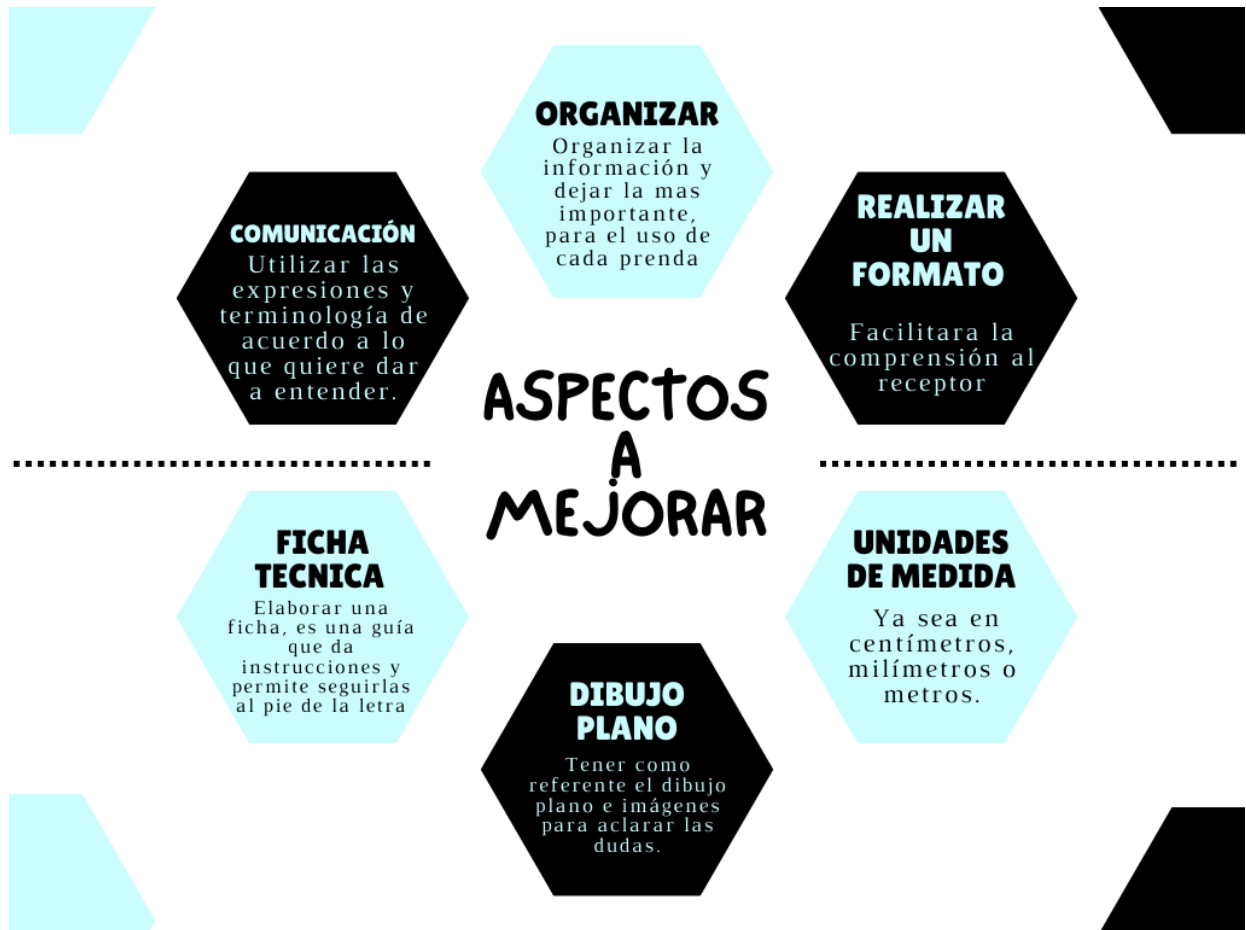 ORGANIZAR
Organizar la
información y
dejar la mas
importante,
para el uso de
cada prenda
COMUNICACIÓN
Utilizar las
expresiones y
terminología de
acuerdo a lo
que quiere dar
a entender.
REALIZAR
UN
FORMATO
Facilitara la
comprensión al
receptor
ASPECTOS
A
MEJORAR
FICHA
TECNICA
Elaborar una
ficha, es una guía
que da
instrucciones y
permite seguirlas
al pie de la letra
UNIDADES
DE MEDIDA
Ya sea en
centímetros,
milímetros o
metros.
DIBUJO
PLANO
Tener como
referente el dibujo
plano e imágenes
para aclarar las
dudas.